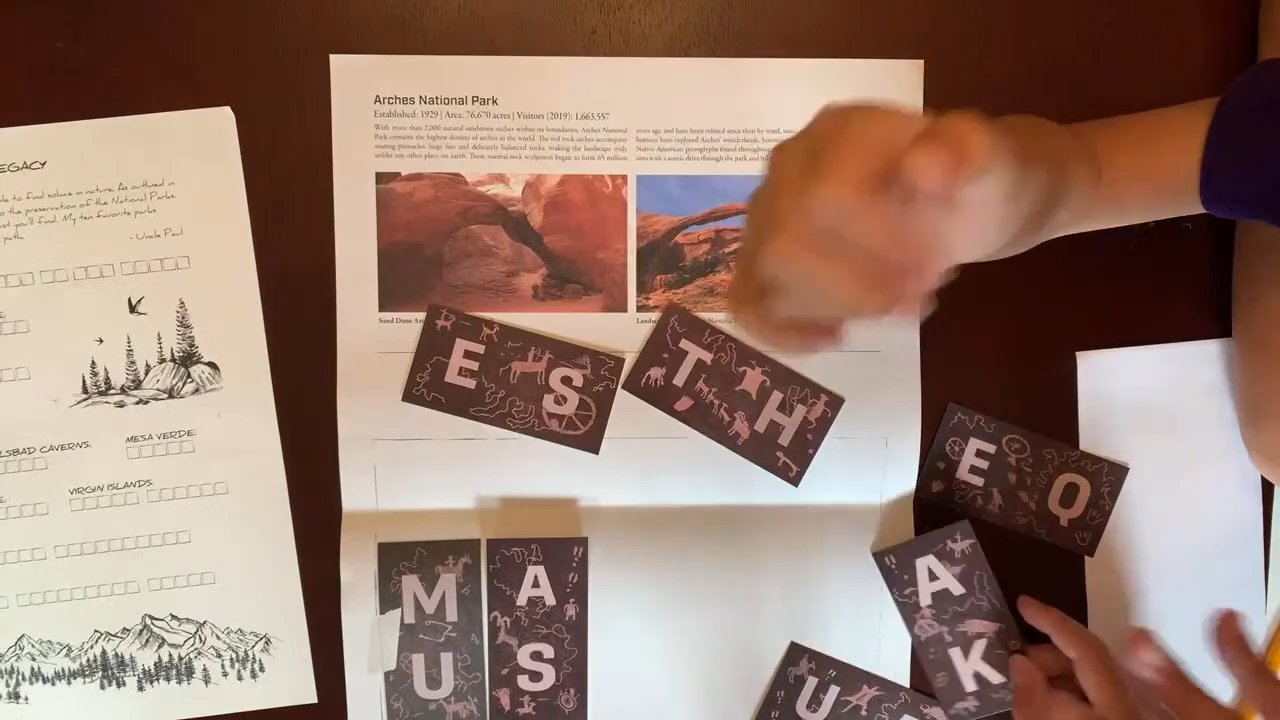 EGACY
le to find solace in nature. As outlined in
o the preservation of the National Parks.
st you'll find. My ten favorite parks
path.
- Uncle Paul
LSBAD CAVERNS:
MESA VERDE:
E:
VIRGIN ISLANDS:
Arches National Park
Established: 1929 | Area: 76,670 acres | Visitors (2019): 1,663,557
With more than 2,000 natural sandstone arches within its boundaries, Arches National
Park contains the highest density of arches in the world. The red rock arches accompany
soaring pinnacles, huge fins and delicately balanced rocks, making the landscape truly
unlike any other place on earth. These natural rock sculptures began to form 65 million
years ago and have been refined since then by wind,
humans have explored Arches' wonderlands,
Native American petroglyphs found throughout
sites with a scenic drive through the park and
Sand Dune
E S
T H
E Q
A K
M U
A S
U